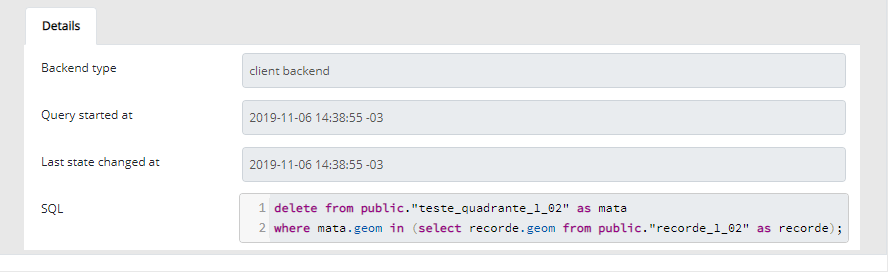 Details
Backend type
client backend
Query started at
2019-11-06 14:38:55 -03
Last state changed at
2019-11-06 14:38:55 -03
SQL
1 delete from public."teste_quadrante_l_02" as mata
2 where mata.geom in (select recorde.geom from public."recorde_l_02" as recorde);